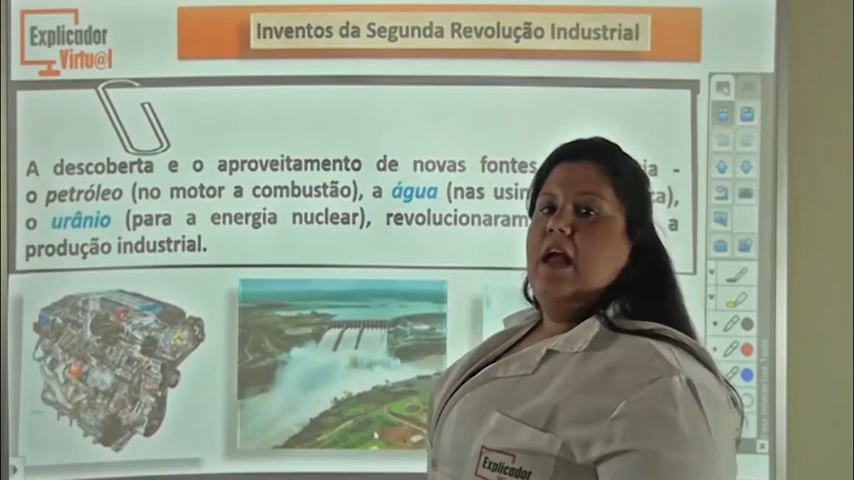 Explicador
Virtu@l
Inventos da Segunda Revolução Industrial
A descoberta e o aproveitamento de novas fontes -
o petróleo (no motor a combustão), a água (nas
o urânio (para a energia nuclear), revolucionaram a
produção industrial.
Explicador